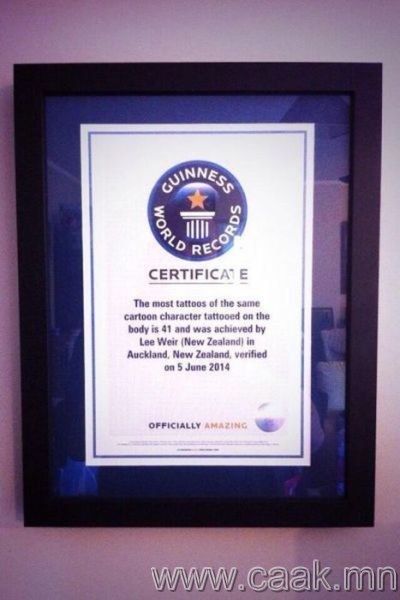 GUINNESS
WORLD RECORDS
CERTIFICATE
The most tattoos of the same
cartoon character tattooed on the
body is 41 and was achieved by
Lee Weir (New Zealand) in
Auckland, New Zealand, verified
on 5 June 2014
OFFICIALLY AMAZING
www.caak.mn